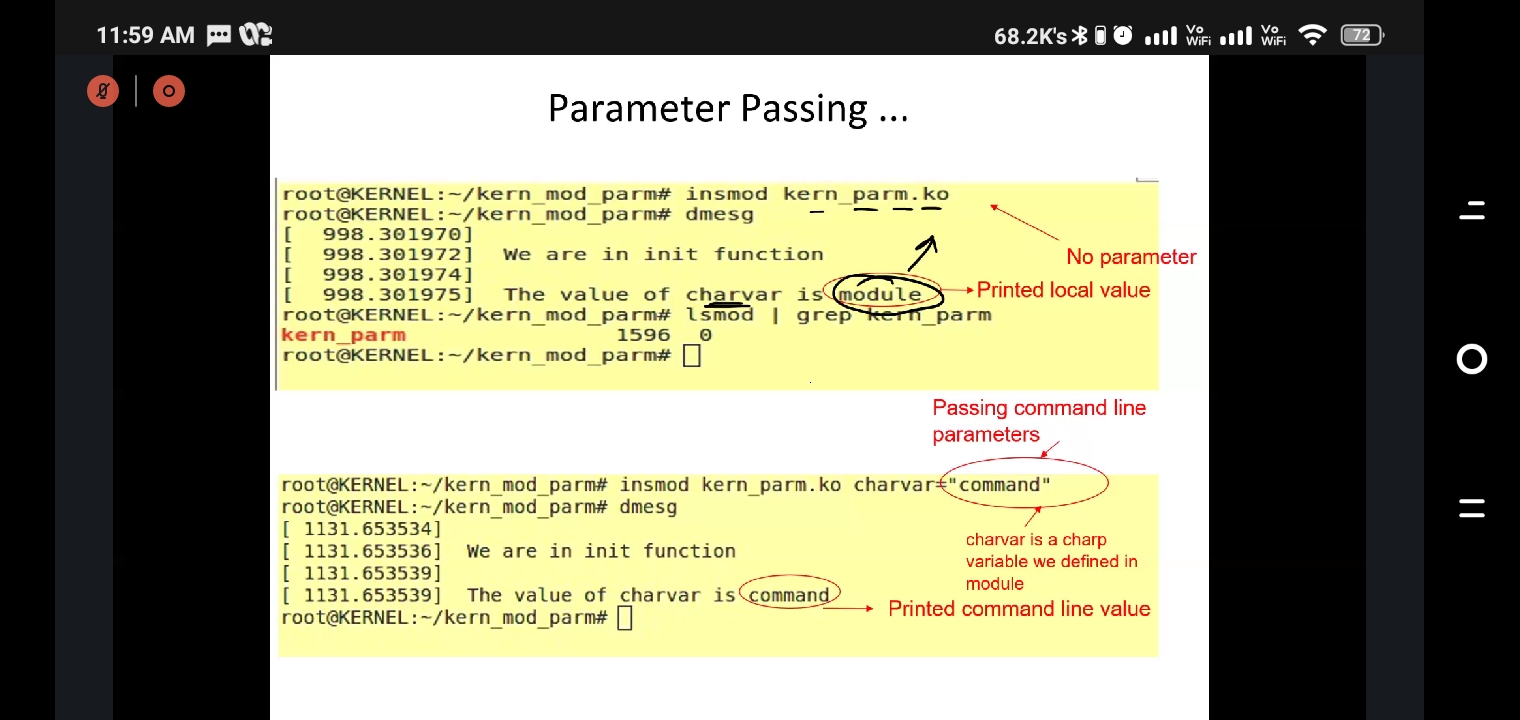 11:59 AM
68.2K's Vo WiFi Vo WiFi 72
Parameter Passing ...
root@KERNEL:~/kern_mod_parm# insmod kern_parm.ko
root@KERNEL:~/kern_mod_parm# dmesg
[   998.301970]
[   998.301972]  We are in init function
No parameter
[   998.301974]
[   998.301975]  The value of charvar is module
Printed local value
root@KERNEL:~/kern_mod_parm# lsmod | grep kern_parm
kern_parm 1596 0
root@KERNEL:~/kern_mod_parm#
Passing command line
parameters
root@KERNEL:~/kern_mod_parm# insmod kern_parm.ko charvar="command"
root@KERNEL:~/kern_mod_parm# dmesg
[ 1131.653534]
[ 1131.653536]  We are in init function
[ 1131.653539]
[ 1131.653539]  The value of charvar is command
root@KERNEL:~/kern_mod_parm#
charvar is a charp
variable we defined in
module
Printed command line value